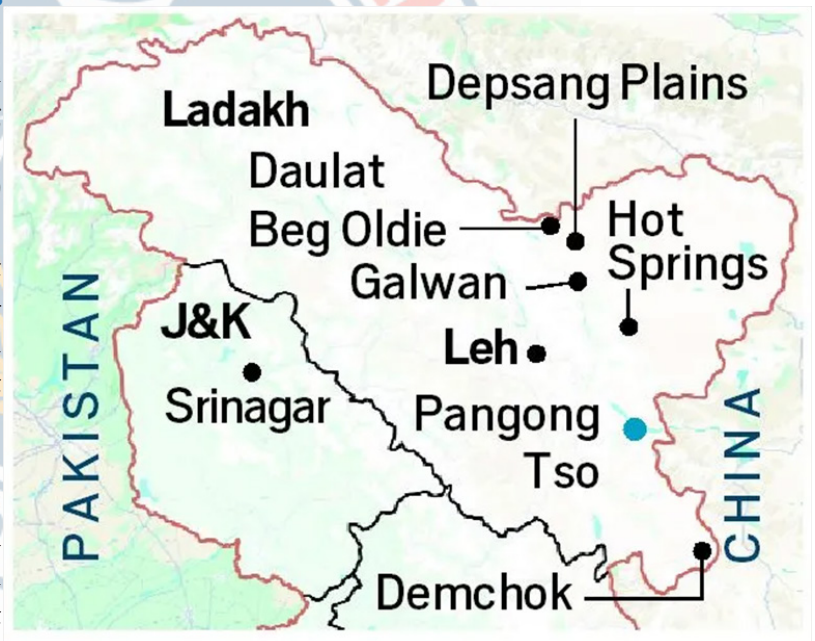 Depsang Plains
Ladakh
Daulat
Beg Oldie
Hot
Springs
Galwan
PAKISTAN
J&K
Leh
Srinagar
Pangong
Tso
CHINA
Demchok